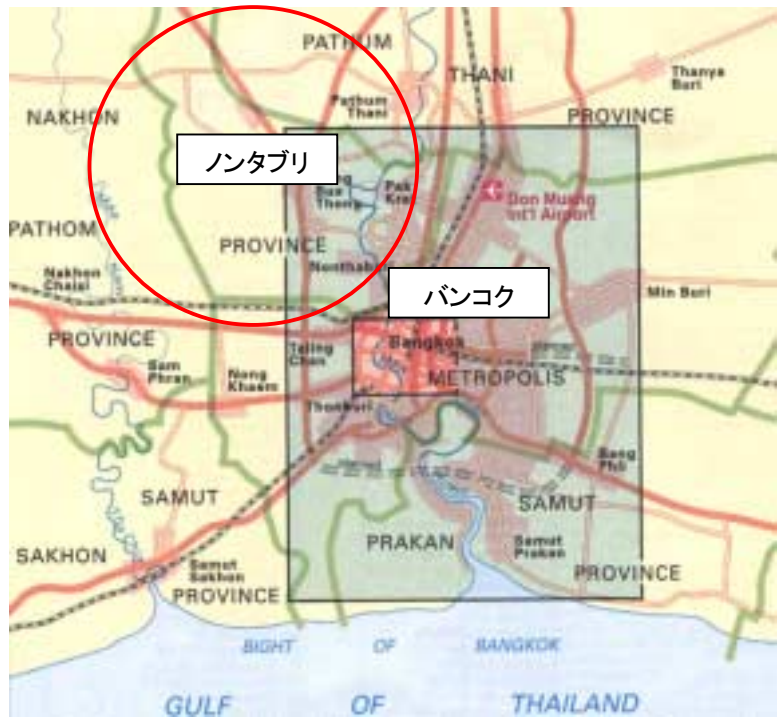 PATHUM
THANI
Thanya
Buri
NAKHON
Pathum
Thani
PROVINCE
ノンタブリ
Bua
Thong
Pak
Kret
Don Muang
Int'l Airport
PATHOM
PROVINCE
Nonthaburi
Nakhon
Chaisi
バンコク
Min Buri
PROVINCE
Sam
Phran
Nong
Khaem
Taling
Chan
Bangkok
METROPOLIS
Thonburi
Bang
Phli
SAMUT
SAMUT
SAKHON
PRAKAN
Samut
Prakan
Samut
Sakhon
PROVINCE
PROVINCE
BIGHT OF BANGKOK
GULF OF THAILAND